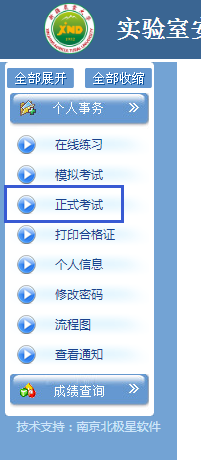 XND
实验室安
全部展开 全部收缩
个人事务
在线练习
模拟考试
正式考试
打印合格证
个人信息
修改密码
流程图
查看通知
成绩查询
技术支持：南京北极星软件